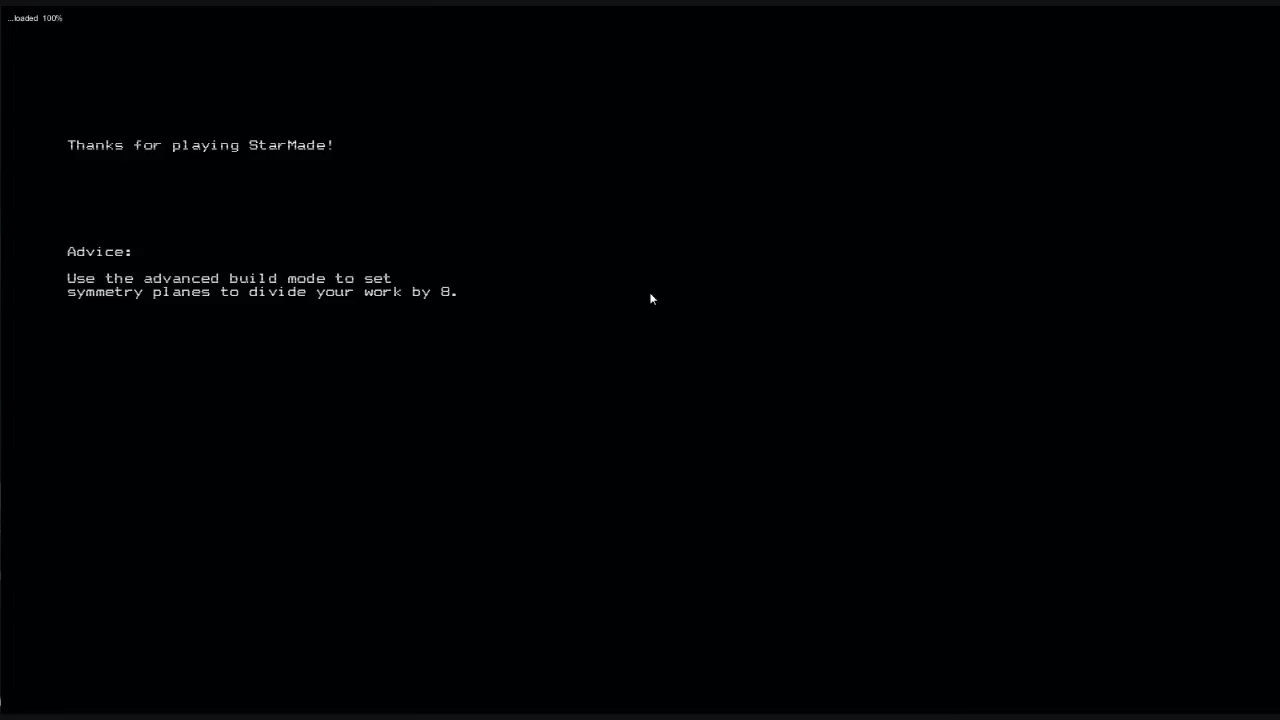 ...loaded 100%
Thanks for playing StarMade!
Advice:
Use the advanced build mode to set
symmetry planes to divide your work by 8.